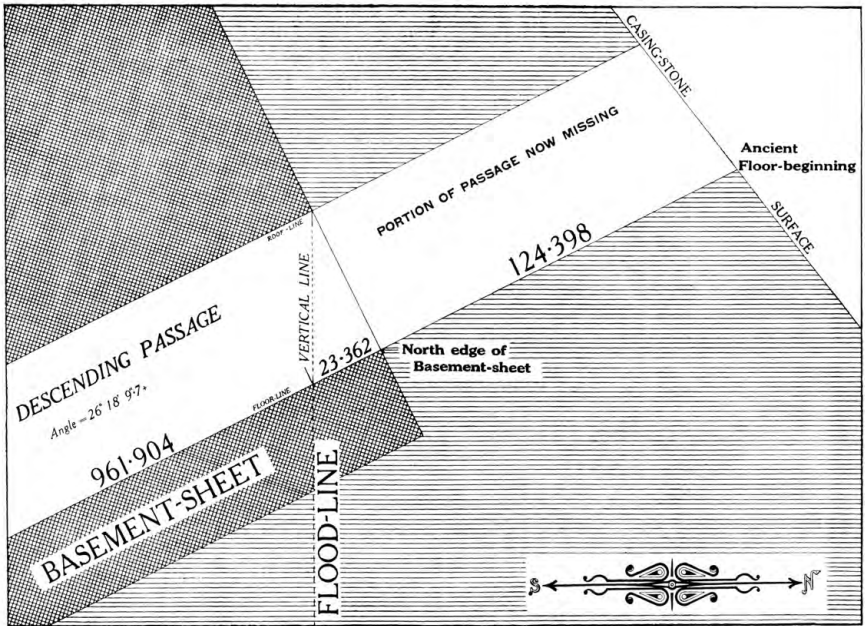 CASING-STONE
SURFACE
Ancient
Floor-beginning
PORTION OF PASSAGE NOW MISSING
124·398
ROOF-LINE
VERTICAL LINE
23·362
North edge of
Basement-sheet
DESCENDING PASSAGE
Angle = 26° 18' 9"·7+
FLOOR-LINE
961·904
BASEMENT-SHEET
FLOOD-LINE
S
N